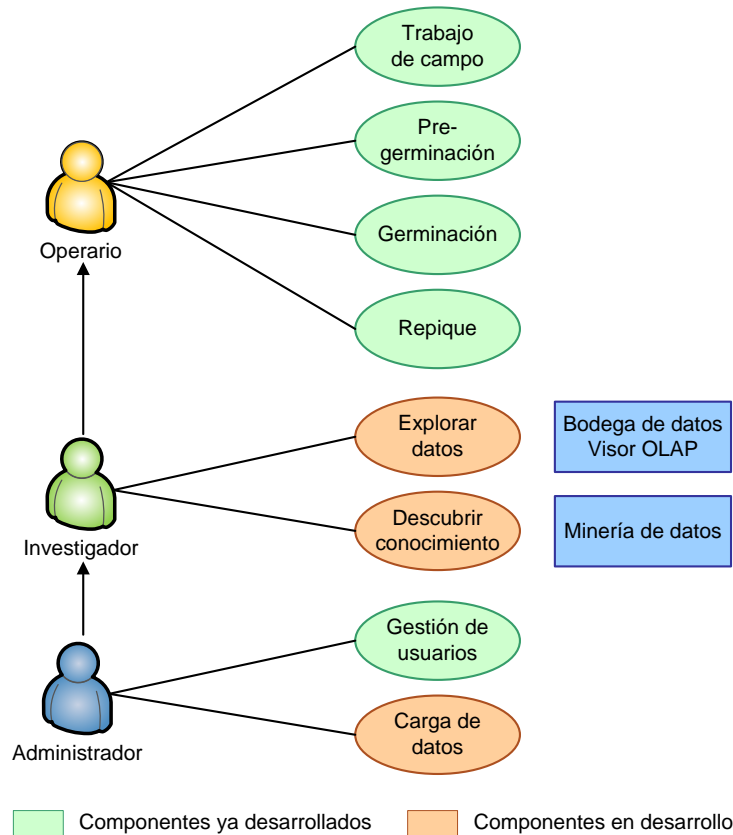 Trabajo
de campo
Pre-
germinación
Germinación
Operario
Repique
Explorar
datos
Bodega de datos
Visor OLAP
Descubrir
conocimiento
Minería de datos
Investigador
Gestión de
usuarios
Carga de
datos
Administrador
Componentes ya desarrollados
Componentes en desarrollo